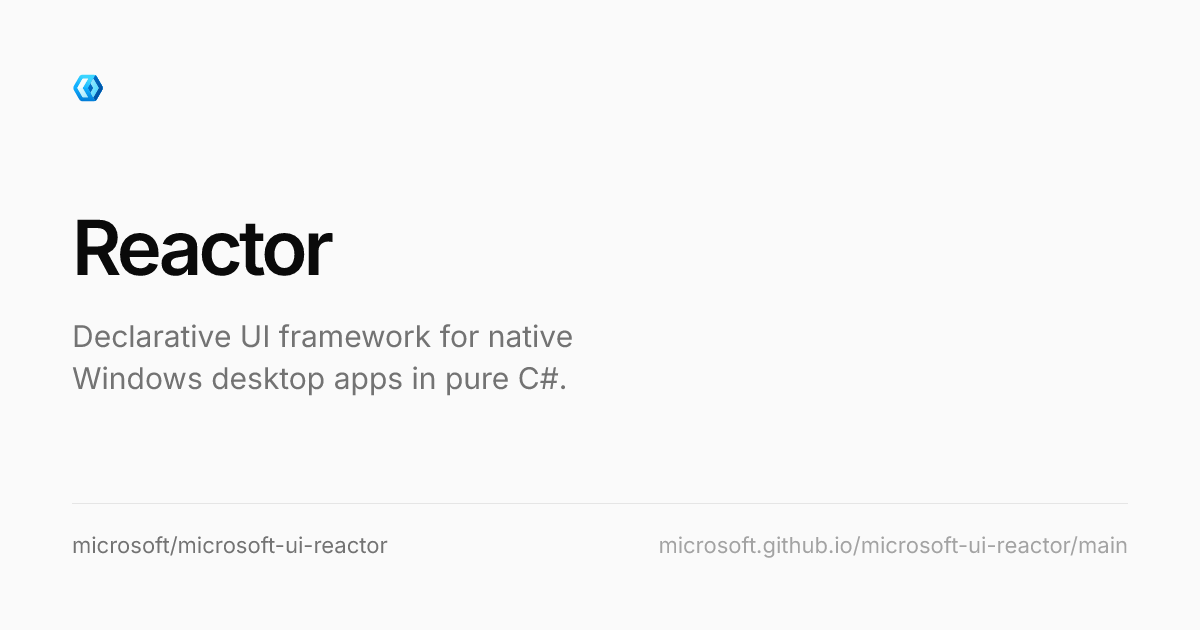 Reactor
Declarative UI framework for native
Windows desktop apps in pure C#.
microsoft/microsoft-ui-reactor
microsoft.github.io/microsoft-ui-reactor/main